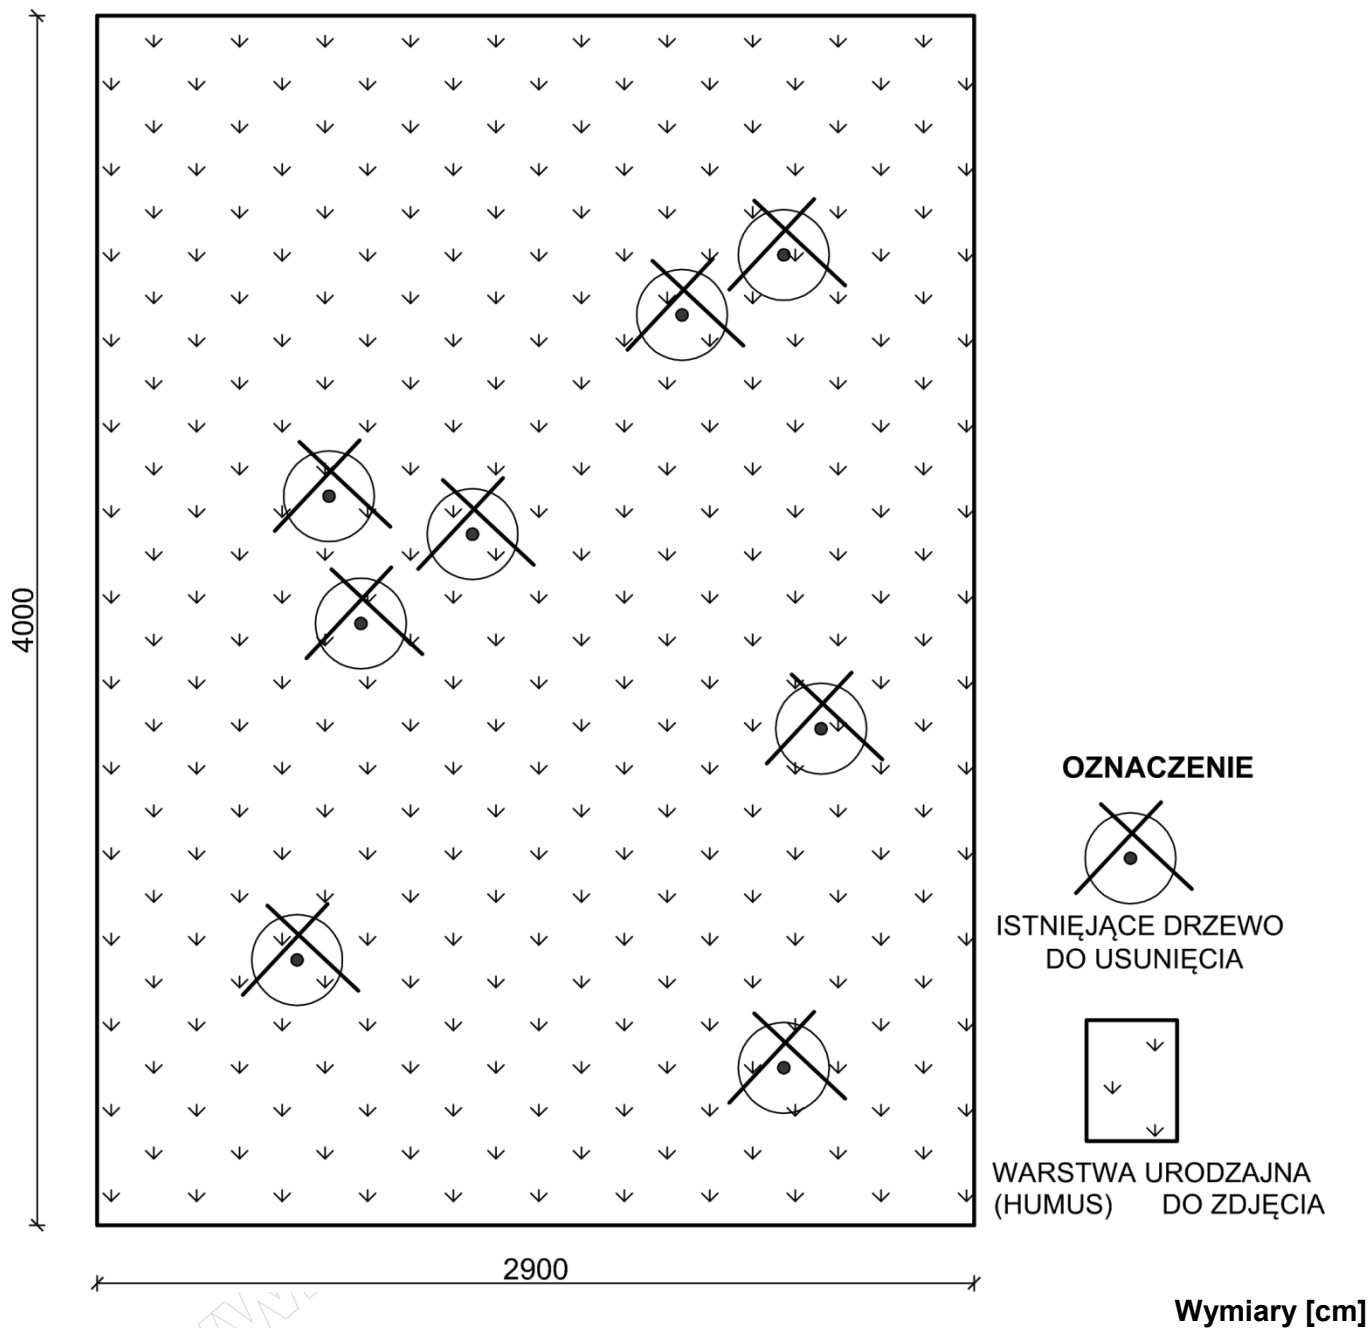 4000
OZNACZENIE
ISTNIEJĄCE DRZEWO
DO USUNIĘCIA
WARSTWA URODZAJNA
(HUMUS) DO ZDJĘCIA
2900
Wymiary [cm]